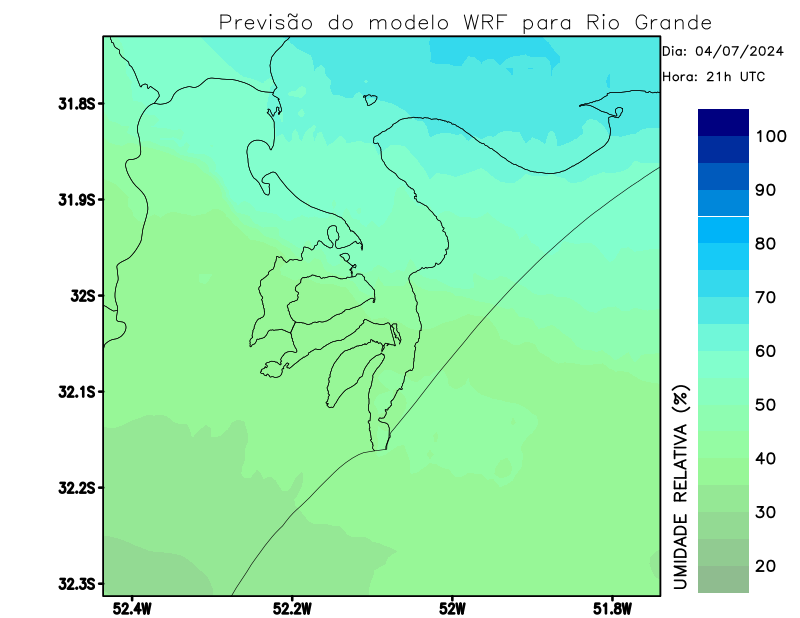 Previsão do modelo WRF para Rio Grande
Dia: 04/07/2024
Hora: 21h UTC
31.8S
31.9S
32S
32.1S
32.2S
32.3S
52.4W
52.2W
52W
51.8W
100
90
80
70
60
50
40
30
20
UMIDADE RELATIVA (%)